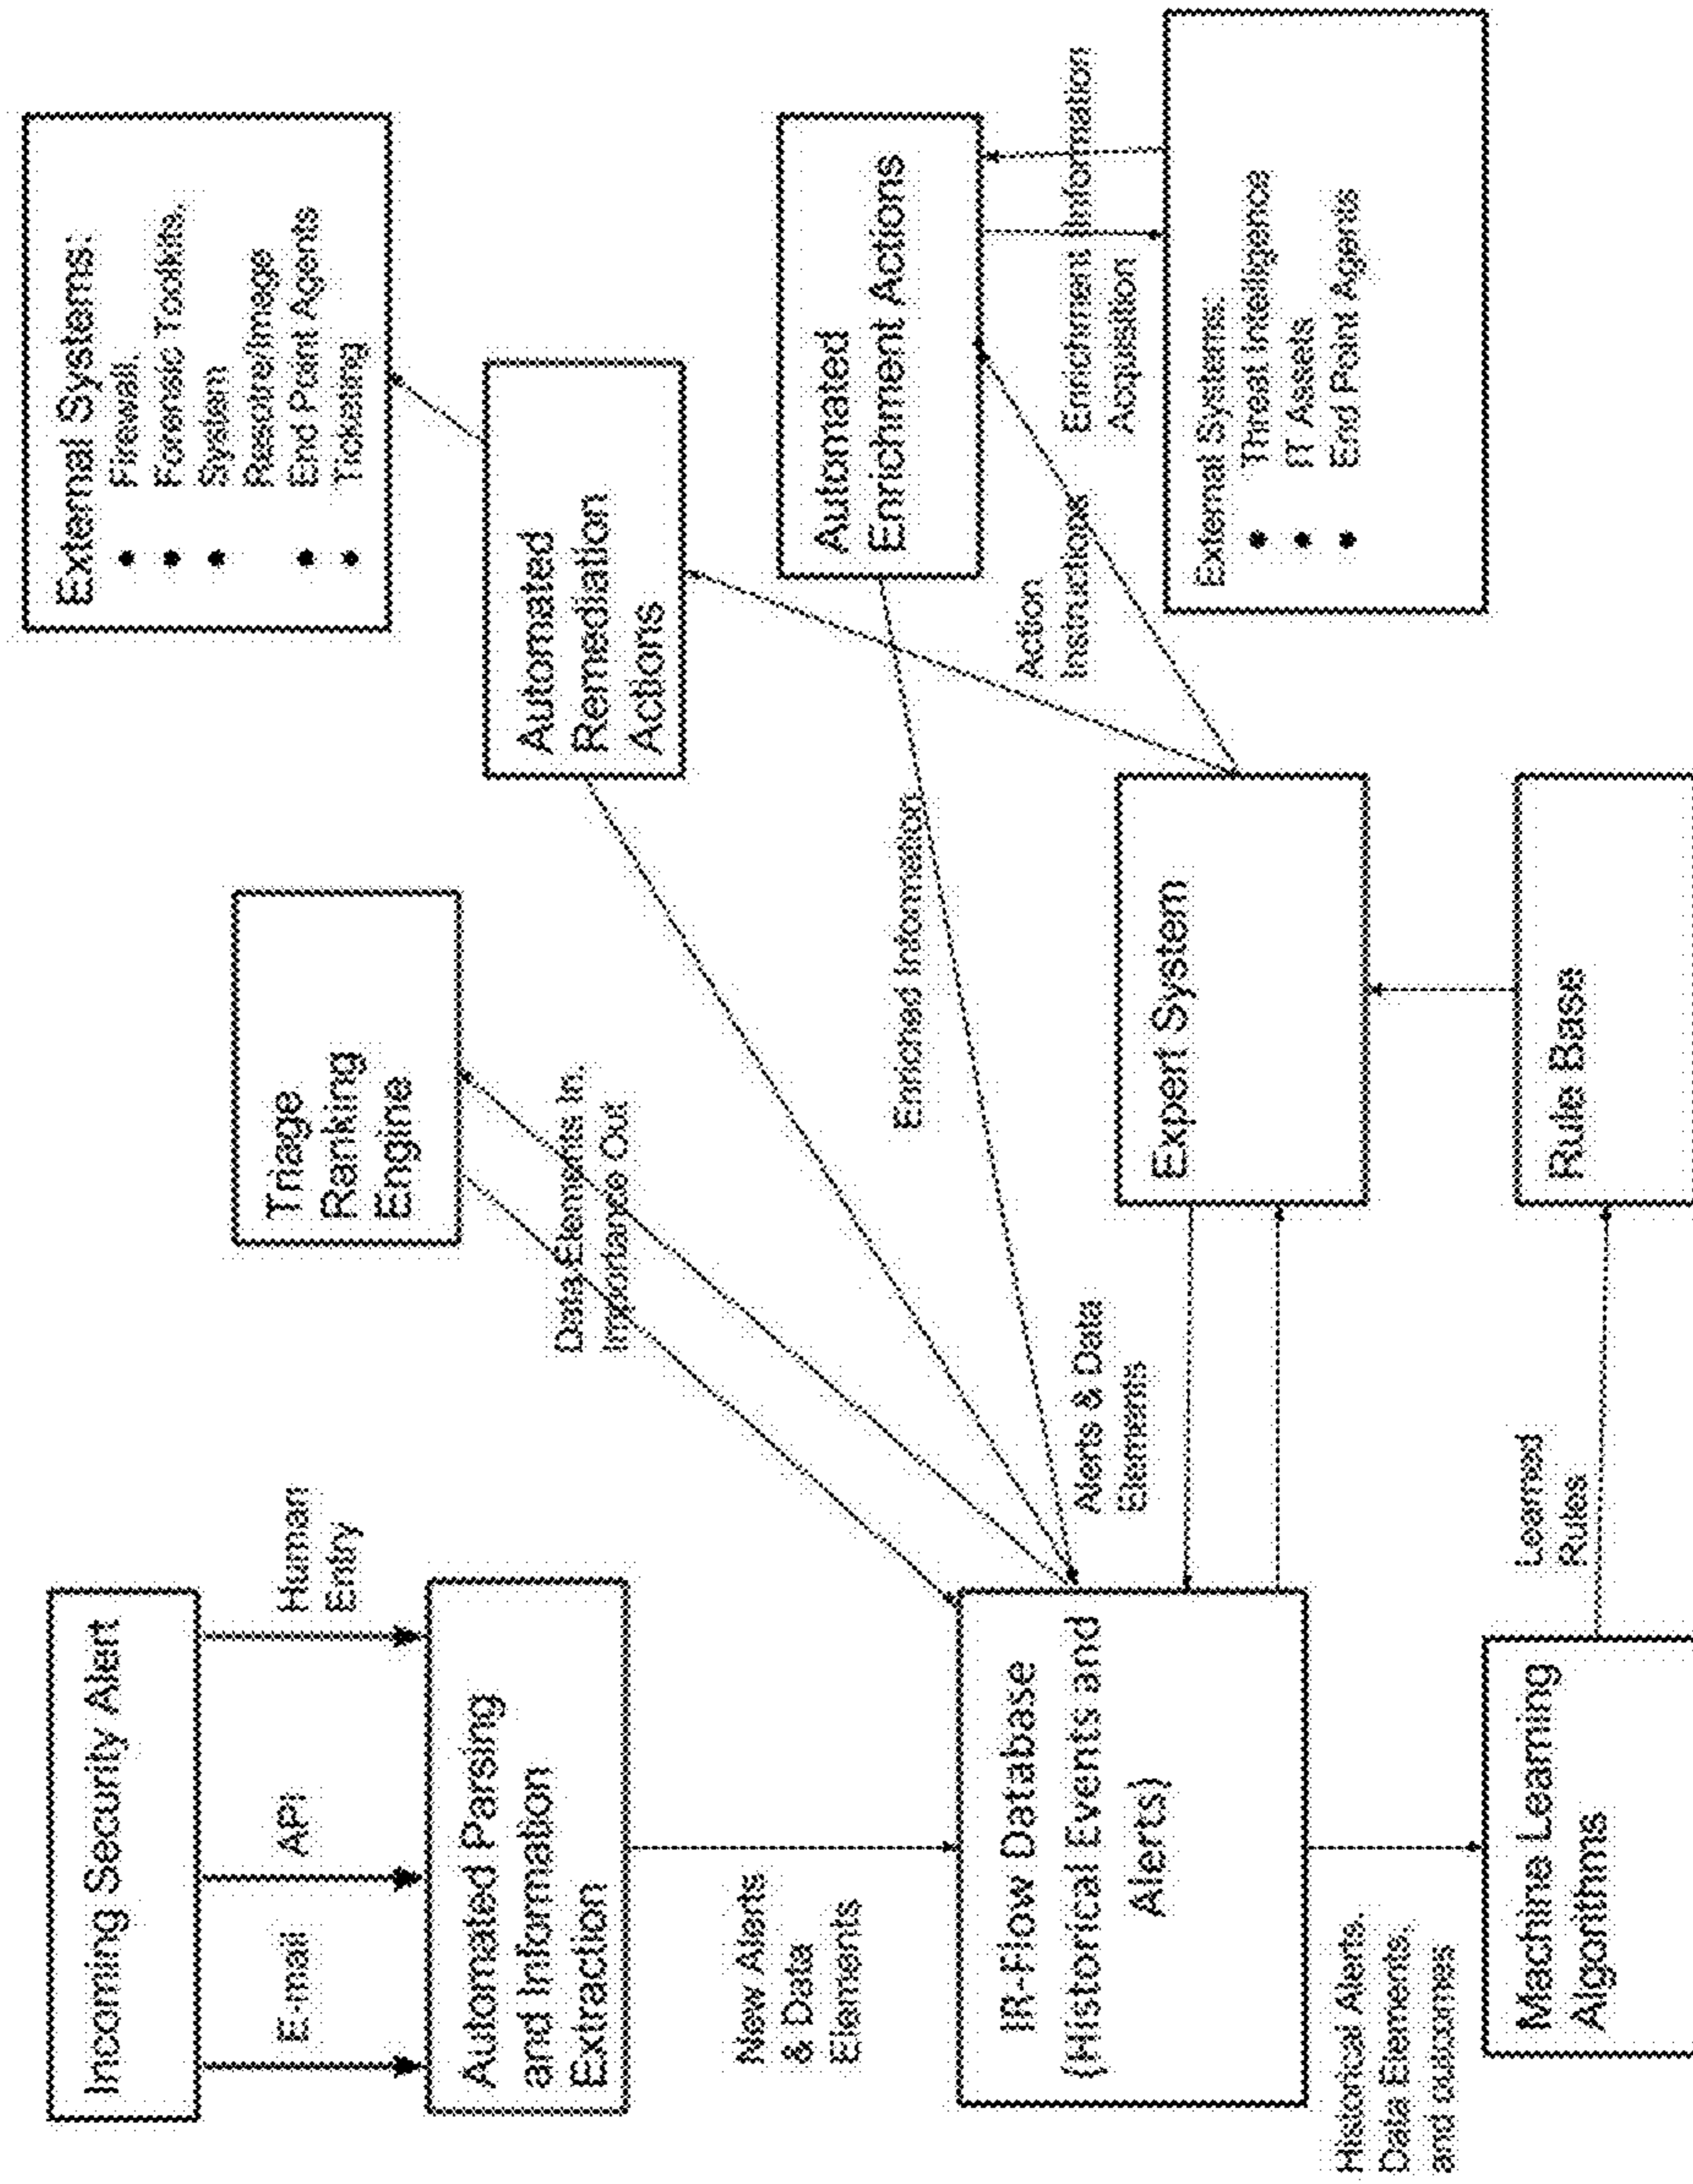 Incoming Security Alert
E-mail
API
Human
Entry
Automated Parsing
and Information
Extraction
New Alerts
& Data
Elements
IR-Flow Database
(Historical Events and
Alerts)
Historical Alerts,
Data Elements,
and outcomes
Machine Learning
Algorithms
Learned
Rules
Rule Base
Expert System
Alerts & Data
Elements
Triage
Ranking
Engine
Data Elements In,
Importance Out
Enriched Information
Automated
Remediation
Actions
External Systems:
• Firewall,
• Forensic Toolkits,
• System
Restore/Image
• End Point Agents
• Ticketing
Action
Instructions
Automated
Enrichment Actions
Enrichment Information
Acquisition
External Systems:
• Threat Intelligence
• IT Assets
• End Point Agents